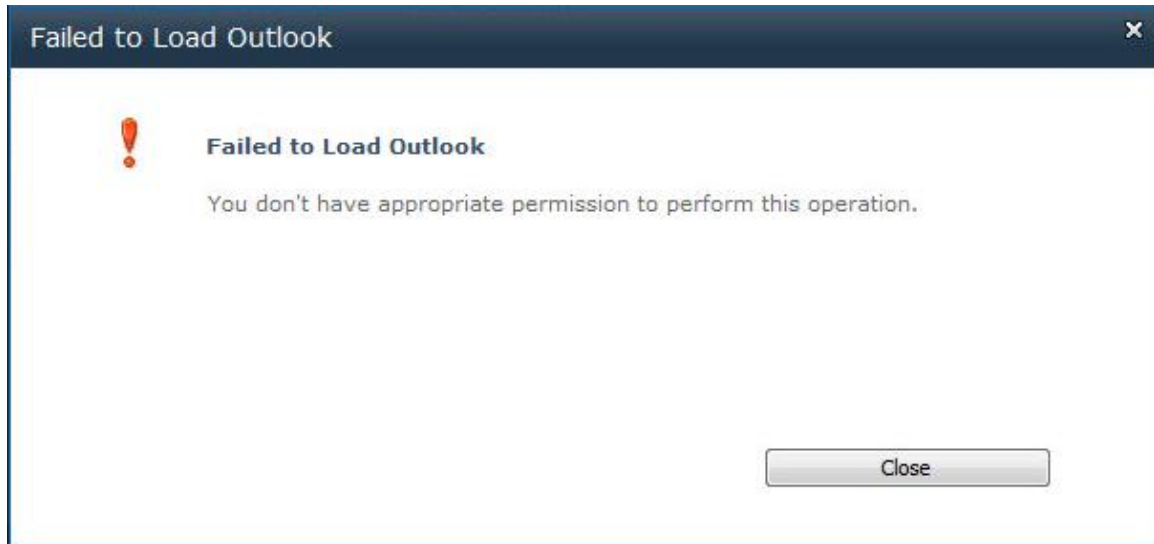 Failed to Load Outlook
Failed to Load Outlook
You don't have appropriate permission to perform this operation.
Close